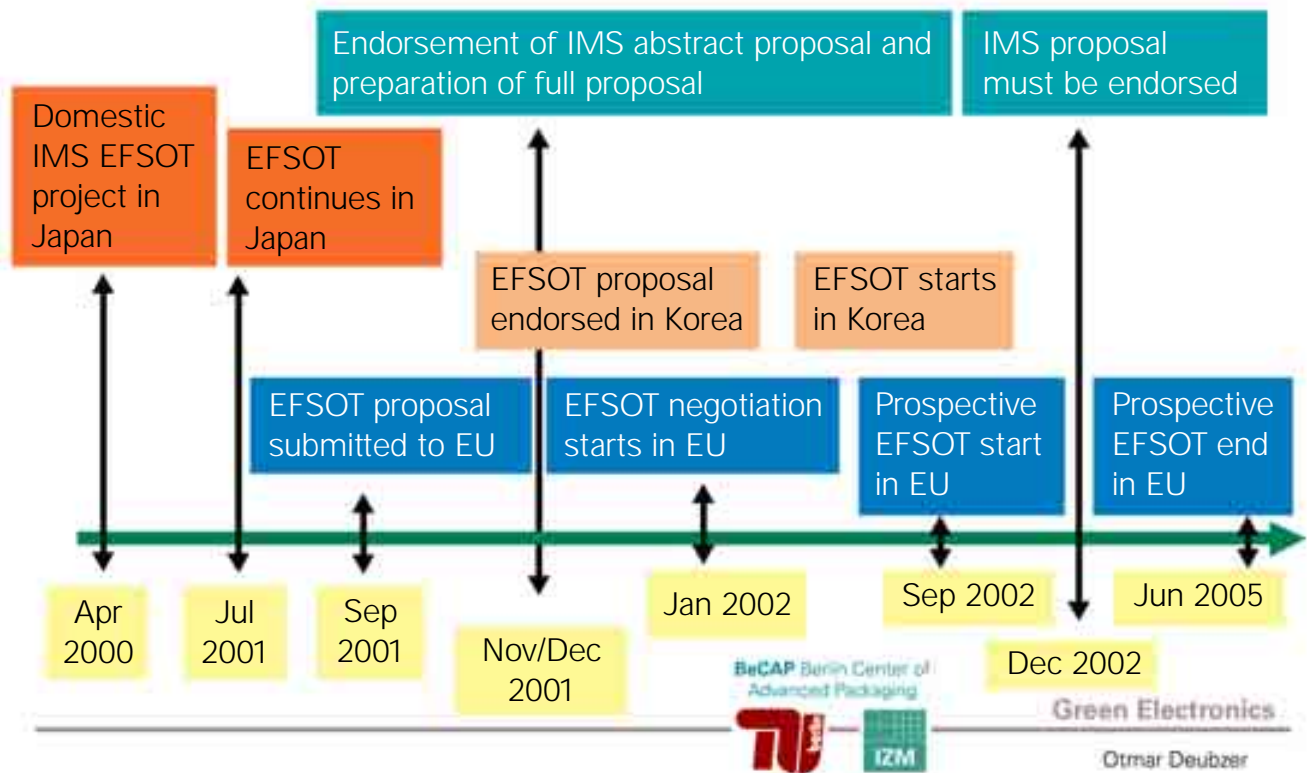 Endorsement of IMS abstract proposal and
preparation of full proposal
IMS proposal
must be endorsed
Domestic
IMS EFSOT
project in
Japan
EFSOT
continues in
Japan
EFSOT proposal
endorsed in Korea
EFSOT starts
in Korea
EFSOT proposal
submitted to EU
EFSOT negotiation
starts in EU
Prospective
EFSOT start
in EU
Prospective
EFSOT end
in EU
Apr
2000
Jul
2001
Sep
2001
Nov/Dec
2001
Jan 2002
Sep 2002
Dec 2002
Jun 2005
BeCAP Berlin Center of
Advanced Packaging
TU
berlin
IZM
Green Electronics
Otmar Deubzer